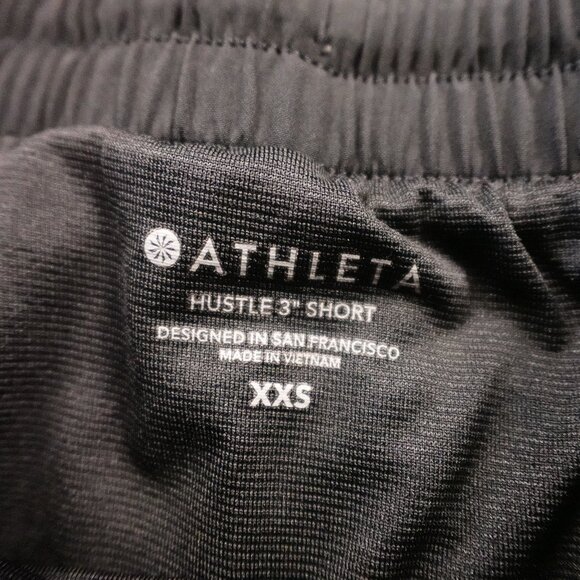 ATHLETA
HUSTLE 3" SHORT
DESIGNED IN SAN FRANCISCO
MADE IN VIETNAM
XXS